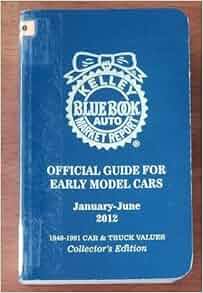 KELLEY
BLUE BOOK
AUTO
MARKET REPORT
OFFICIAL GUIDE FOR
EARLY MODEL CARS
January-June
2012
1946-1991 CAR & TRUCK VALUES
Collector's Edition